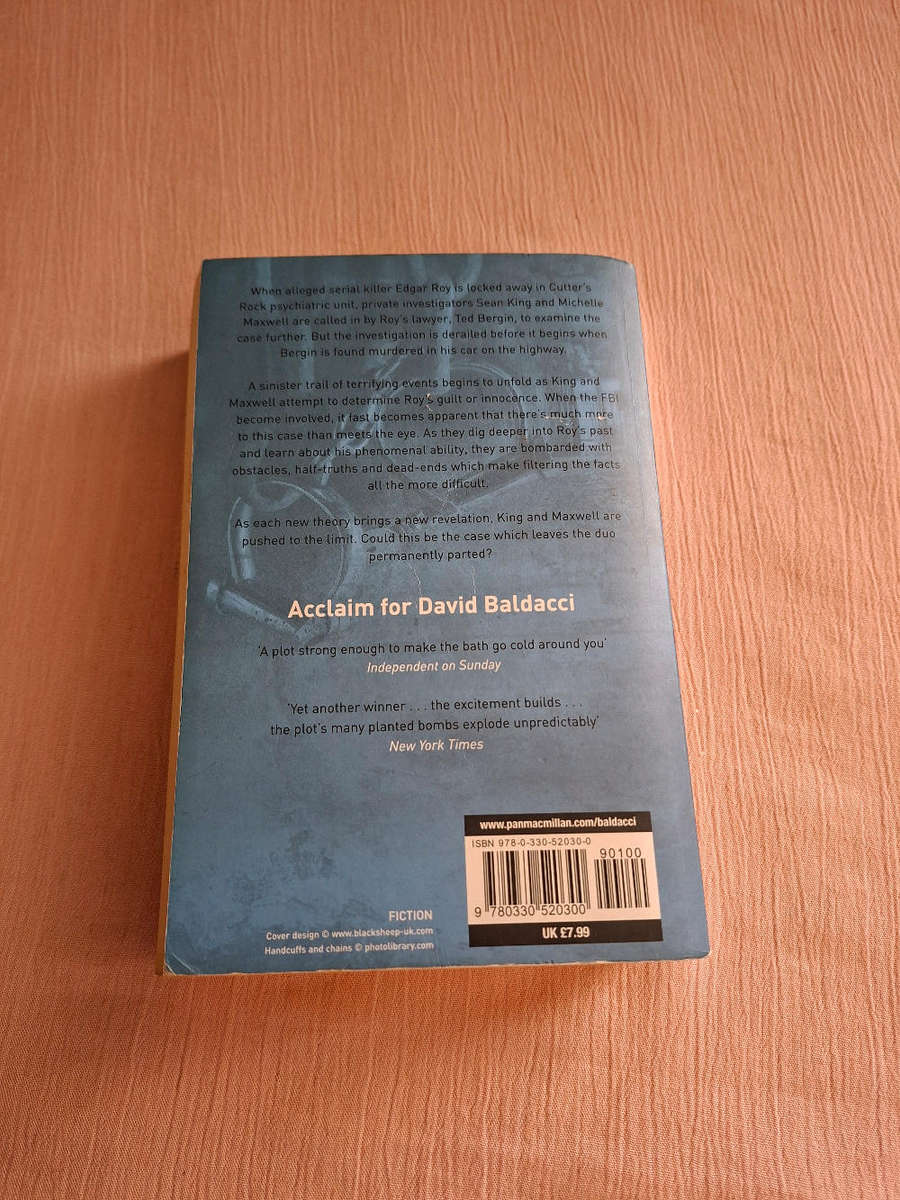 When alleged serial killer Edgar Roy is locked away in Cutter's
Rock psychiatric unit, private investigators Sean King and Michelle
Maxwell are called in by Roy's lawyer, Ted Bergin, to examine the
case further. But the investigation is derailed before it begins when
Bergin is found murdered in his car on the highway.
A sinister trail of terrifying events begins to unfold as King and
Maxwell attempt to determine Roy's guilt or innocence. When the FBI
become involved, it fast becomes apparent that there's much more
to this case than meets the eye. As they dig deeper into Roy's past
and learn about his phenomenal ability, they are bombarded with
obstacles, half-truths and dead-ends which make filtering the facts
all the more difficult.
As each new theory brings a new revelation, King and Maxwell are
pushed to the limit. Could this be the case which leaves the duo
permanently parted?
Acclaim for David Baldacci
'A plot strong enough to make the bath go cold around you'
Independent on Sunday
'Yet another winner . . . the excitement builds . . .
the plot's many planted bombs explode unpredictably'
New York Times
www.panmacmillan.com/baldacci
ISBN 978-0-330-52030-0
90100
9 780330 520300
UK £7.99
FICTION
Cover design © www.blacksheep-uk.com
Handcuffs and chains © photolibrary.com